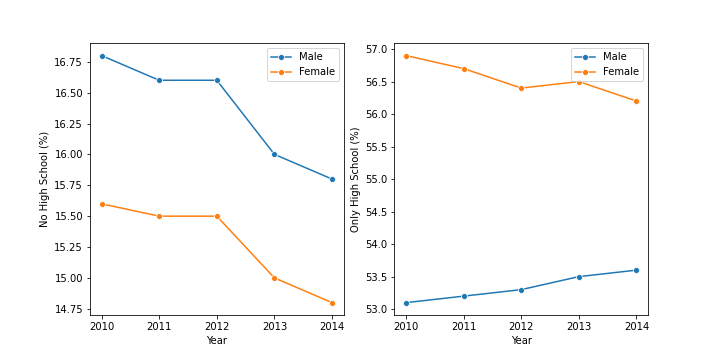 Male
Female
16.75
16.50
16.25
16.00
15.75
15.50
15.25
15.00
14.75
No High School (%)
2010 2011 2012 2013 2014
Year
Male
Female
57.0
56.5
56.0
55.5
55.0
54.5
54.0
53.5
53.0
Only High School (%)
2010 2011 2012 2013 2014
Year